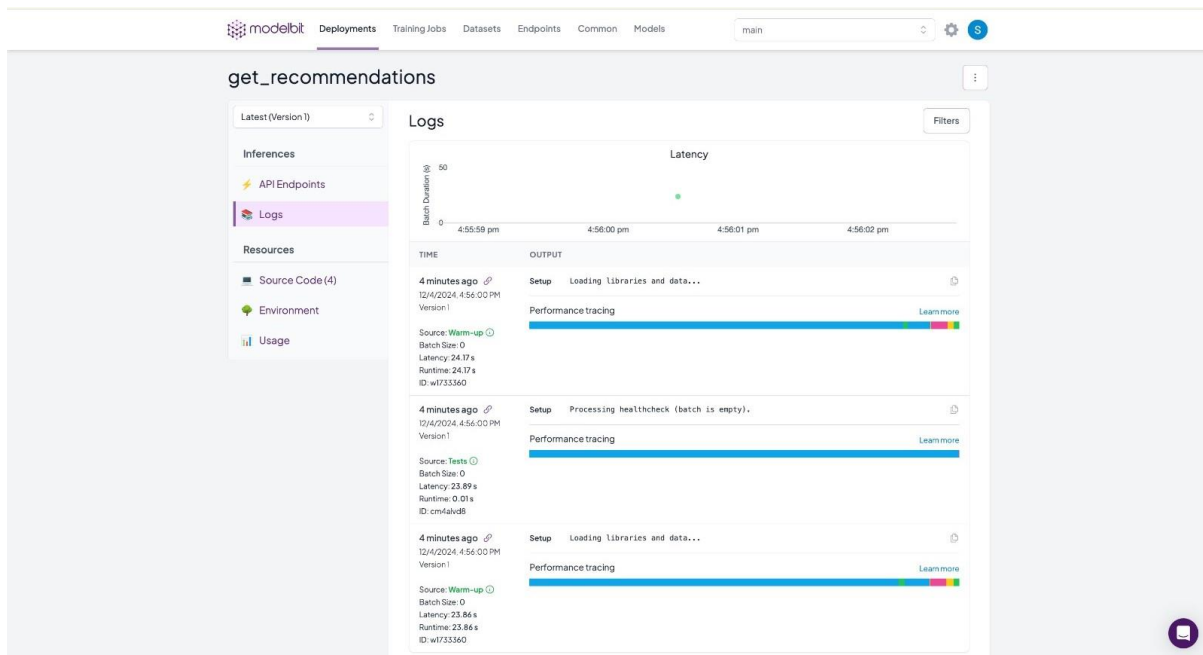 modelbit Deployments Training Jobs Datasets Endpoints Common Models main S
get_recommendations
Latest (Version 1)
Inferences
API Endpoints
Logs
Resources
Source Code (4)
Environment
Usage
Logs
Filters
Latency
Batch Duration (s)
50
0
4:55:59 pm 4:56:00 pm 4:56:01 pm 4:56:02 pm
TIME OUTPUT
4 minutes ago
12/4/2024, 4:56:00 PM
Version 1
Source: Warm-up
Batch Size: 0
Latency: 24.17 s
Runtime: 24.17 s
ID: w1733360
Setup Loading libraries and data...
Performance tracing Learn more
4 minutes ago
12/4/2024, 4:56:00 PM
Version 1
Source: Tests
Batch Size: 0
Latency: 23.89 s
Runtime: 0.01 s
ID: cm4alvd8
Setup Processing healthcheck (batch is empty).
Performance tracing Learn more
4 minutes ago
12/4/2024, 4:56:00 PM
Version 1
Source: Warm-up
Batch Size: 0
Latency: 23.86 s
Runtime: 23.86 s
ID: w1733360
Setup Loading libraries and data...
Performance tracing Learn more